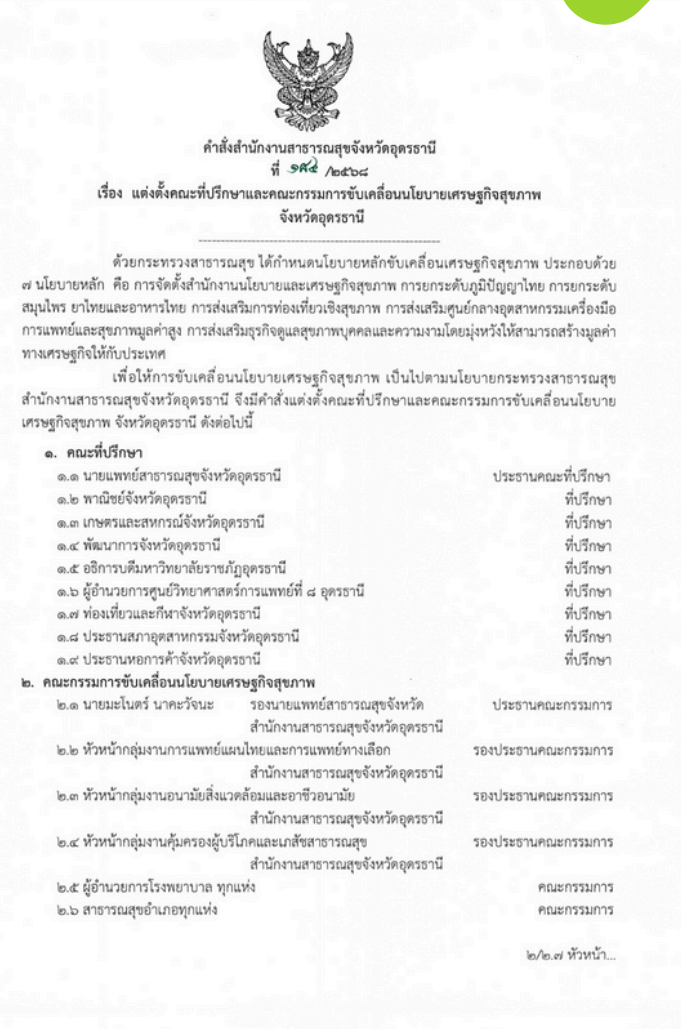 คำสั่งสำนักงานสาธารณสุขจังหวัดอุดรธานี
ที่ /๒๕๖๘
เรื่อง แต่งตั้งคณะที่ปรึกษาและคณะกรรมการขับเคลื่อนนโยบายเศรษฐกิจสุขภาพ
จังหวัดอุดรธานี
ด้วยกระทรวงสาธารณสุข ได้กำหนดนโยบายหลักขับเคลื่อนเศรษฐกิจสุขภาพ ประกอบด้วย
๗ นโยบายหลัก คือ การจัดตั้งสำนักงานนโยบายและเศรษฐกิจสุขภาพ การยกระดับภูมิปัญญาไทย การยกระดับ
สมุนไพร ยาไทยและอาหารไทย การส่งเสริมการท่องเที่ยวเชิงสุขภาพ การส่งเสริมศูนย์กลางอุตสาหกรรมเครื่องมือ
การแพทย์และสุขภาพมูลค่าสูง การส่งเสริมธุรกิจดูแลสุขภาพบุคคลและความงามโดยมุ่งหวังให้สามารถสร้างมูลค่า
ทางเศรษฐกิจให้กับประเทศ
เพื่อให้การขับเคลื่อนนโยบายเศรษฐกิจสุขภาพ เป็นไปตามนโยบายกระทรวงสาธารณสุข
สำนักงานสาธารณสุขจังหวัดอุดรธานี จึงมีคำสั่งแต่งตั้งคณะที่ปรึกษาและคณะกรรมการขับเคลื่อนนโยบาย
เศรษฐกิจสุขภาพ จังหวัดอุดรธานี ดังต่อไปนี้
๑. คณะที่ปรึกษา
๑.๑ นายแพทย์สาธารณสุขจังหวัดอุดรธานี ประธานคณะที่ปรึกษา
๑.๒ พาณิชย์จังหวัดอุดรธานี ที่ปรึกษา
๑.๓ เกษตรและสหกรณ์จังหวัดอุดรธานี ที่ปรึกษา
๑.๔ พัฒนาการจังหวัดอุดรธานี ที่ปรึกษา
๑.๕ อธิการบดีมหาวิทยาลัยราชภัฏอุดรธานี ที่ปรึกษา
๑.๖ ผู้อำนวยการศูนย์วิทยาศาสตร์การแพทย์ที่ ๘ อุดรธานี ที่ปรึกษา
๑.๗ ท่องเที่ยวและกีฬาจังหวัดอุดรธานี ที่ปรึกษา
๑.๘ ประธานสภาอุตสาหกรรมจังหวัดอุดรธานี ที่ปรึกษา
๑.๙ ประธานหอการค้าจังหวัดอุดรธานี ที่ปรึกษา
๒. คณะกรรมการขับเคลื่อนนโยบายเศรษฐกิจสุขภาพ
๒.๑ นายมะโนตร์ นาคะวัจนะ รองนายแพทย์สาธารณสุขจังหวัด ประธานคณะกรรมการ
สำนักงานสาธารณสุขจังหวัดอุดรธานี
๒.๒ หัวหน้ากลุ่มงานการแพทย์แผนไทยและการแพทย์ทางเลือก รองประธานคณะกรรมการ
สำนักงานสาธารณสุขจังหวัดอุดรธานี
๒.๓ หัวหน้ากลุ่มงานอนามัยสิ่งแวดล้อมและอาชีวอนามัย รองประธานคณะกรรมการ
สำนักงานสาธารณสุขจังหวัดอุดรธานี
๒.๔ หัวหน้ากลุ่มงานคุ้มครองผู้บริโภคและเภสัชสาธารณสุข รองประธานคณะกรรมการ
สำนักงานสาธารณสุขจังหวัดอุดรธานี
๒.๕ ผู้อำนวยการโรงพยาบาล ทุกแห่ง คณะกรรมการ
๒.๖ สาธารณสุขอำเภอทุกแห่ง คณะกรรมการ
๒/๒.๗ หัวหน้า...